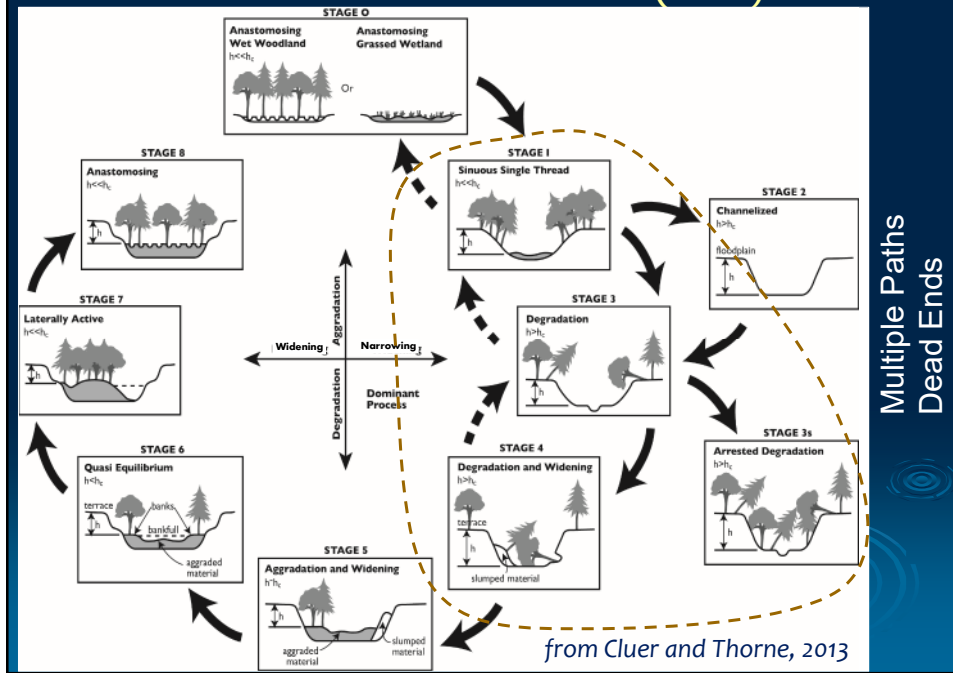 STAGE 0
Anastomosing
Wet Woodland
h<<hc
Or
Anastomosing
Grassed Wetland
STAGE 1
Sinuous Single Thread
h<<hc
h
STAGE 2
Channelized
h>hc
floodplain
h
STAGE 3
Degradation
h>hc
h
STAGE 3s
Arrested Degradation
h>hc
h
STAGE 4
Degradation and Widening
h>hc
terrace
h
slumped material
STAGE 5
Aggradation and Widening
h~hc
h
aggraded
material
slumped
material
STAGE 6
Quasi Equilibrium
h<hc
terrace
banks
h
bankfull
aggraded
material
STAGE 7
Laterally Active
h<<hc
h
STAGE 8
Anastomosing
h<<hc
h
Aggradation
Widening
Narrowing
Degradation
Dominant
Process
Multiple Paths
Dead Ends
from Cluer and Thorne, 2013